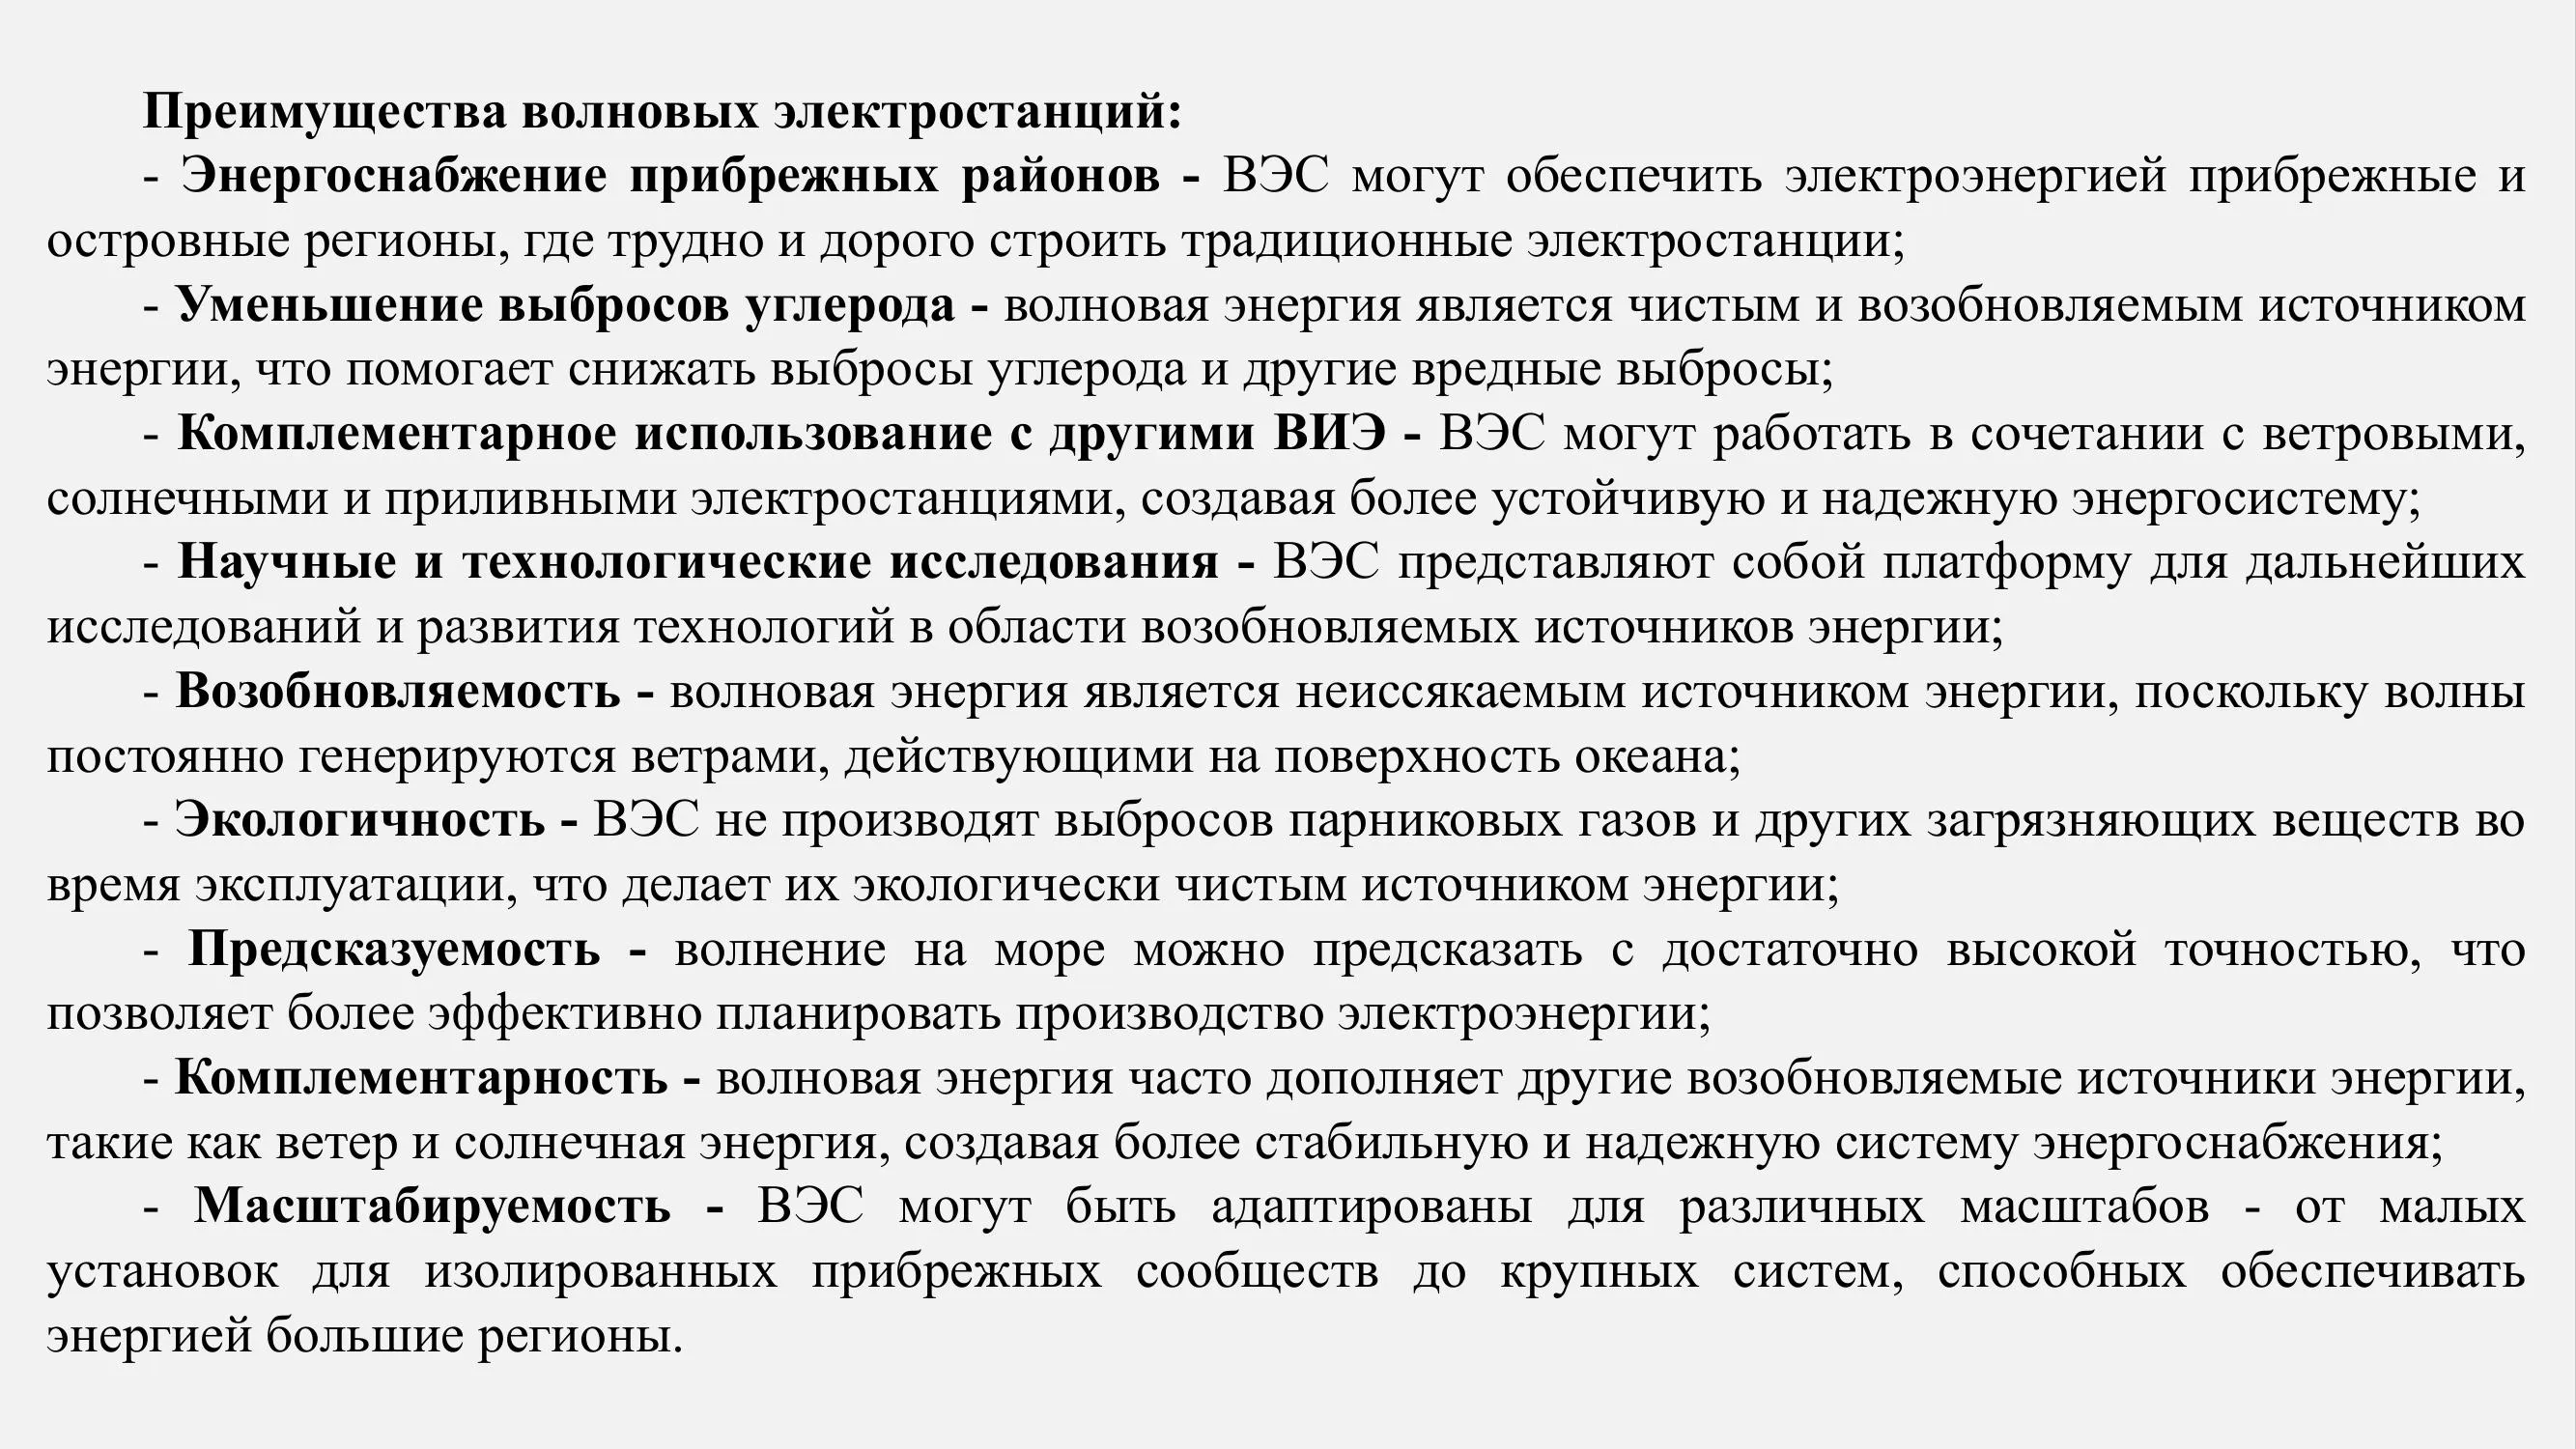 Преимущества волновых электростанций:
- Энергоснабжение прибрежных районов - ВЭС могут обеспечить электроэнергией прибрежные и
островные регионы, где трудно и дорого строить традиционные электростанции;
- Уменьшение выбросов углерода - волновая энергия является чистым и возобновляемым источником
энергии, что помогает снижать выбросы углерода и другие вредные выбросы;
- Комплементарное использование с другими ВИЭ - ВЭС могут работать в сочетании с ветровыми,
солнечными и приливными электростанциями, создавая более устойчивую и надежную энергосистему;
- Научные и технологические исследования - ВЭС представляют собой платформу для дальнейших
исследований и развития технологий в области возобновляемых источников энергии;
- Возобновляемость - волновая энергия является неиссякаемым источником энергии, поскольку волны
постоянно генерируются ветрами, действующими на поверхность океана;
- Экологичность - ВЭС не производят выбросов парниковых газов и других загрязняющих веществ во
время эксплуатации, что делает их экологически чистым источником энергии;
- Предсказуемость - волнение на море можно предсказать с достаточно высокой точностью, что
позволяет более эффективно планировать производство электроэнергии;
- Комплементарность - волновая энергия часто дополняет другие возобновляемые источники энергии,
такие как ветер и солнечная энергия, создавая более стабильную и надежную систему энергоснабжения;
- Масштабируемость - ВЭС могут быть адаптированы для различных масштабов - от малых
установок для изолированных прибрежных сообществ до крупных систем, способных обеспечивать
энергией большие регионы.